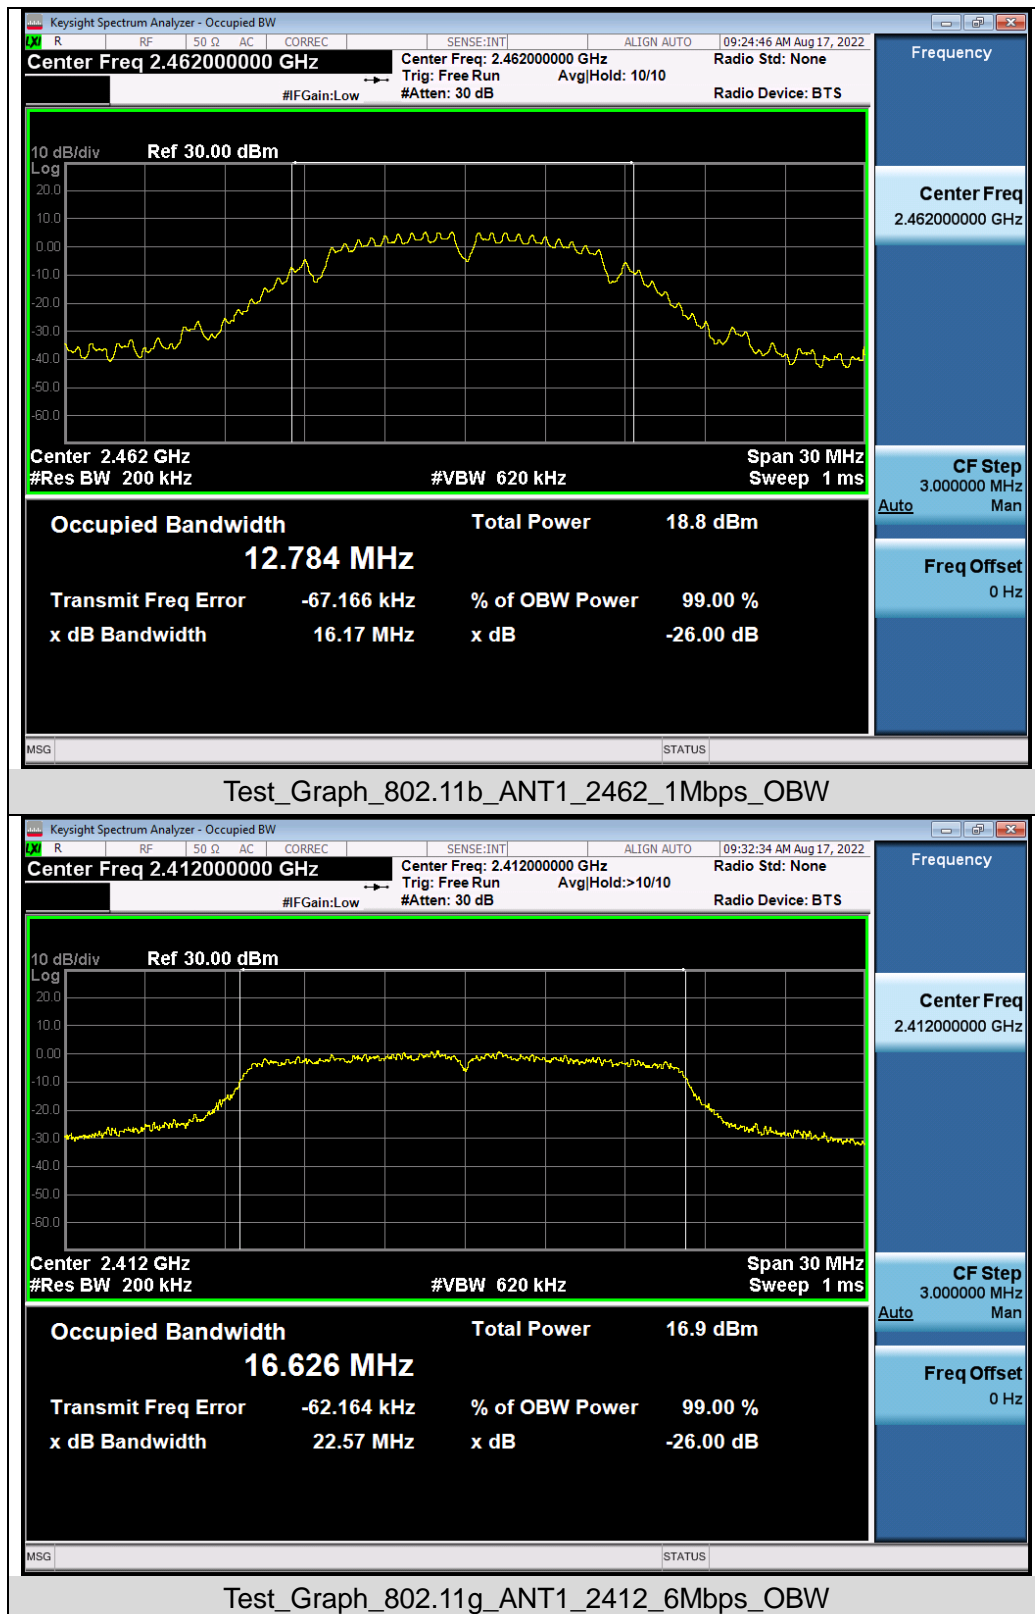 Keysight Spectrum Analyzer - Occupied BW
LXI R RF 50 Ω AC CORREC SENSE:INT ALIGN AUTO 09:24:46 AM Aug 17, 2022
Center Freq 2.462000000 GHz
Center Freq: 2.462000000 GHz
Radio Std: None
Trig: Free Run Avg|Hold: 10/10
#IFGain:Low #Atten: 30 dB
Radio Device: BTS
Frequency
10 dB/div Ref 30.00 dBm
Log
20.0
10.0
0.00
-10.0
-20.0
-30.0
-40.0
-50.0
-60.0
Center 2.462 GHz Span 30 MHz
#Res BW 200 kHz #VBW 620 kHz Sweep 1 ms
Center Freq
2.462000000 GHz
CF Step
3.000000 MHz
Auto Man
Freq Offset
0 Hz
Occupied Bandwidth Total Power 18.8 dBm
12.784 MHz
Transmit Freq Error -67.166 kHz % of OBW Power 99.00 %
x dB Bandwidth 16.17 MHz x dB -26.00 dB
MSG STATUS
Test_Graph_802.11b_ANT1_2462_1Mbps_OBW
Keysight Spectrum Analyzer - Occupied BW
LXI R RF 50 Ω AC CORREC SENSE:INT ALIGN AUTO 09:32:34 AM Aug 17, 2022
Center Freq 2.412000000 GHz
Center Freq: 2.412000000 GHz
Radio Std: None
Trig: Free Run Avg|Hold:>10/10
#IFGain:Low #Atten: 30 dB
Radio Device: BTS
Frequency
10 dB/div Ref 30.00 dBm
Log
20.0
10.0
0.00
-10.0
-20.0
-30.0
-40.0
-50.0
-60.0
Center 2.412 GHz Span 30 MHz
#Res BW 200 kHz #VBW 620 kHz Sweep 1 ms
Center Freq
2.412000000 GHz
CF Step
3.000000 MHz
Auto Man
Freq Offset
0 Hz
Occupied Bandwidth Total Power 16.9 dBm
16.626 MHz
Transmit Freq Error -62.164 kHz % of OBW Power 99.00 %
x dB Bandwidth 22.57 MHz x dB -26.00 dB
MSG STATUS
Test_Graph_802.11g_ANT1_2412_6Mbps_OBW